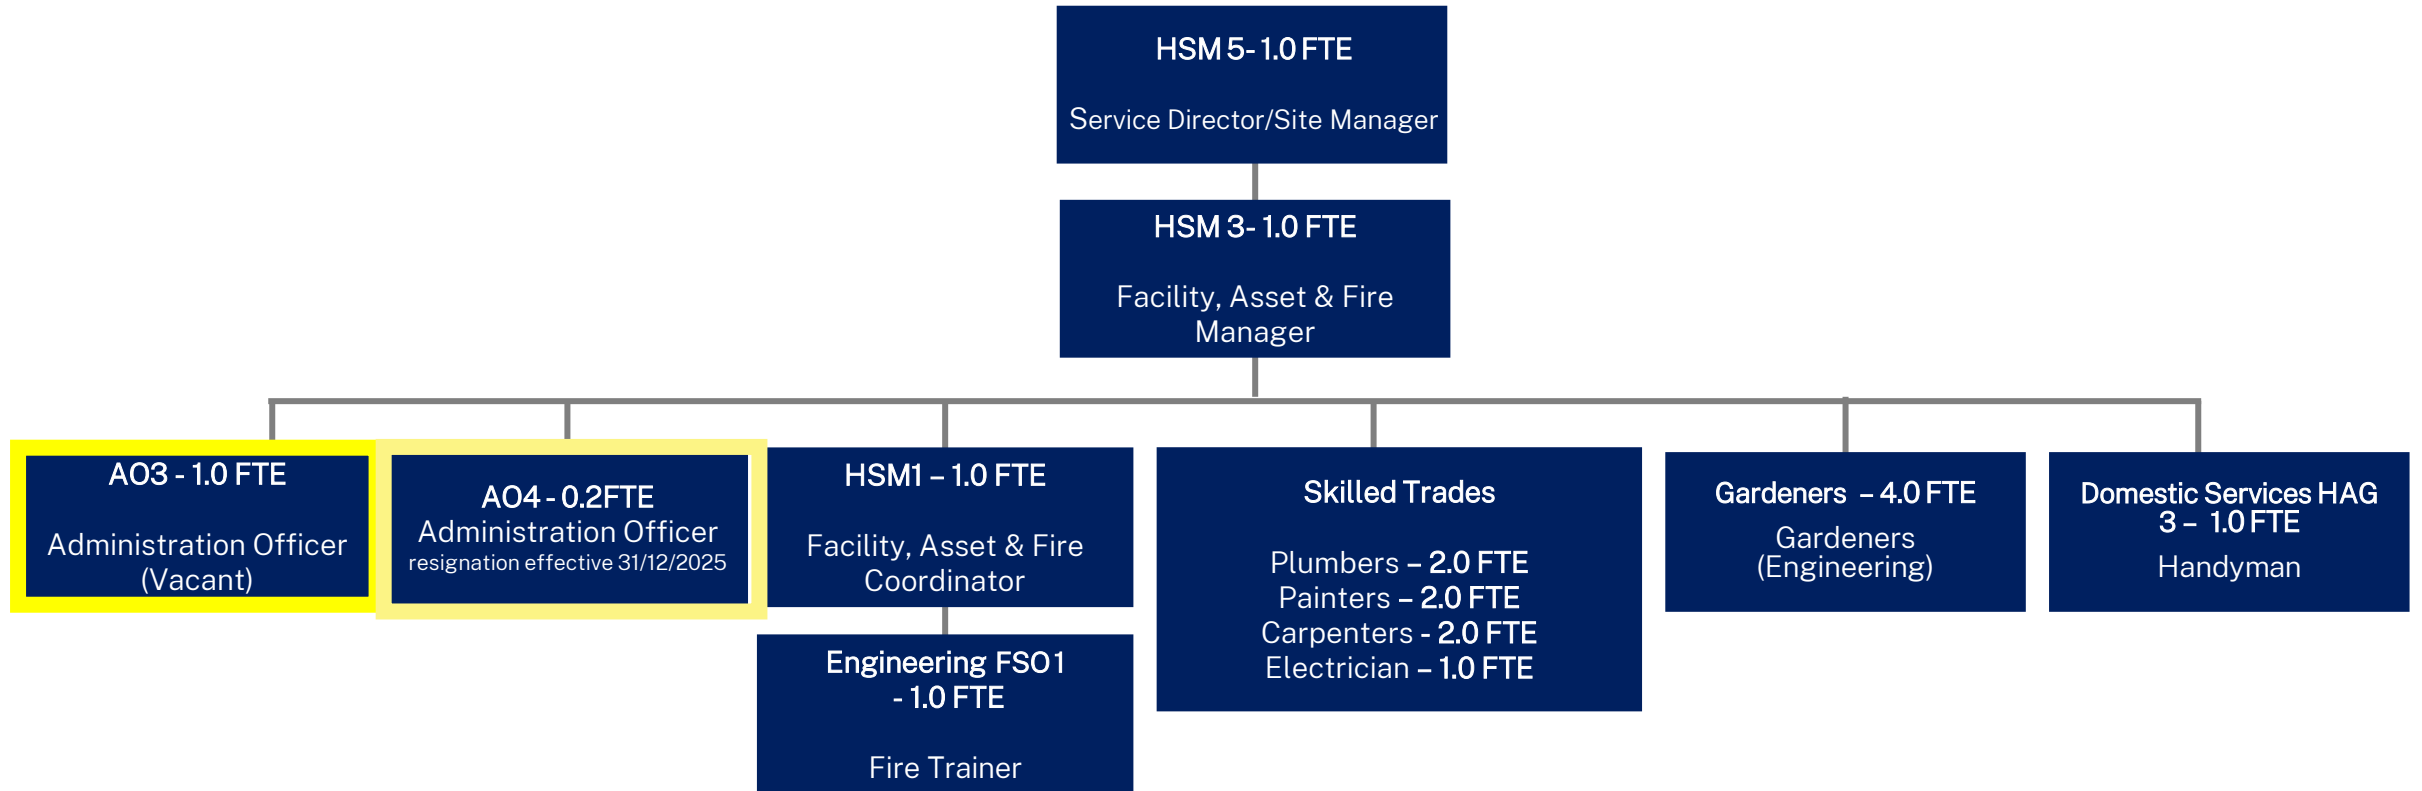 HSM 5- 1.0 FTE
Service Director/Site Manager
HSM 3- 1.0 FTE
Facility, Asset & Fire
Manager
AO3 - 1.0 FTE
Administration Officer
(Vacant)
AO4 - 0.2FTE
Administration Officer
resignation effective 31/12/2025
HSM1 – 1.0 FTE
Facility, Asset & Fire
Coordinator
Engineering FSO1
- 1.0 FTE
Fire Trainer
Skilled Trades
Plumbers – 2.0 FTE
Painters – 2.0 FTE
Carpenters - 2.0 FTE
Electrician – 1.0 FTE
Gardeners – 4.0 FTE
Gardeners
(Engineering)
Domestic Services HAG
3 – 1.0 FTE
Handyman